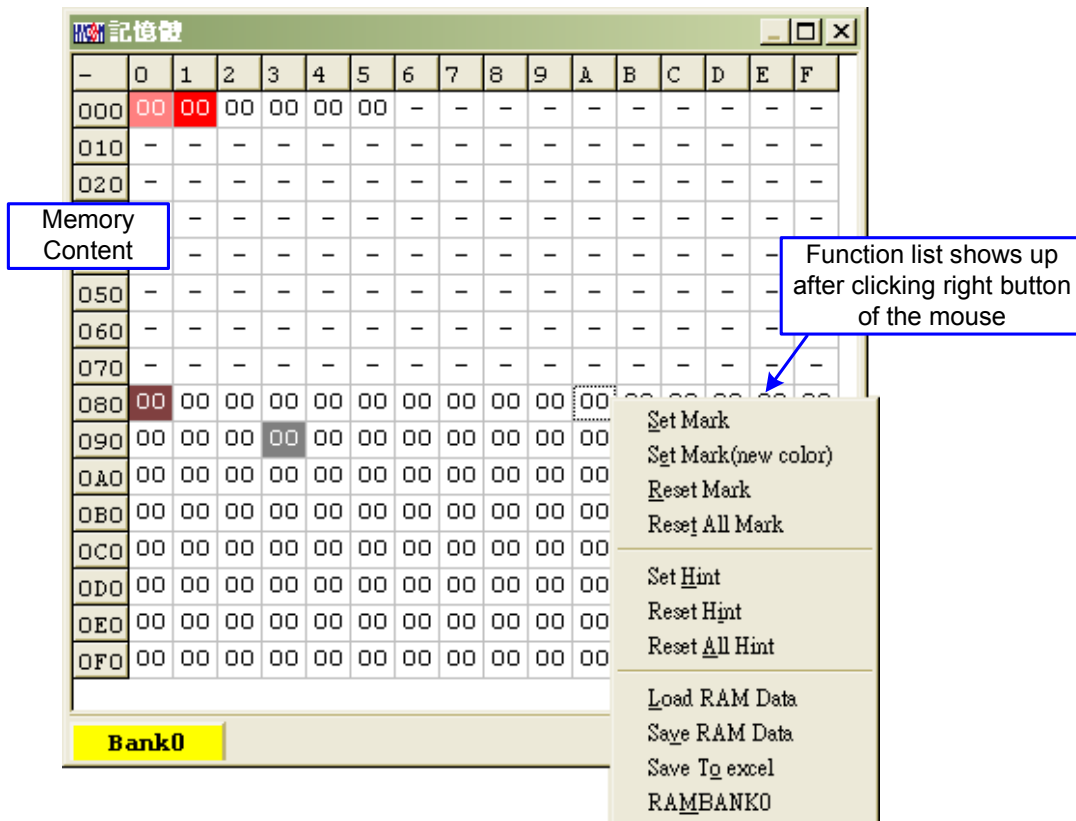 記憶體
- 0 1 2 3 4 5 6 7 8 9 A B C D E F
000 00 00 00 00 00 00 - - - - - - - - - -
010 - - - - - - - - - - - - - - - -
020 - - - - - - - - - - - - - - - -
Memory
Content
- - - - - - - - - - - - - - -
- - - - - - - - - - - - - -
Function list shows up
after clicking right button
of the mouse
050 - - - - - - - - - - - - - - -
060 - - - - - - - - - - - - - - -
070 - - - - - - - - - - - - - - - -
080 00 00 00 00 00 00 00 00 00 00 00
090 00 00 00 00 00 00 00 00 00 00 00
0A0 00 00 00 00 00 00 00 00 00 00 00
0B0 00 00 00 00 00 00 00 00 00 00 00
0C0 00 00 00 00 00 00 00 00 00 00 00
0D0 00 00 00 00 00 00 00 00 00 00 00
0E0 00 00 00 00 00 00 00 00 00 00 00
0F0 00 00 00 00 00 00 00 00 00 00 00
Set Mark
Set Mark(new color)
Reset Mark
Reset All Mark
Set Hint
Reset Hint
Reset All Hint
Load RAM Data
Save RAM Data
Save To excel
RAMBANK0
Bank0